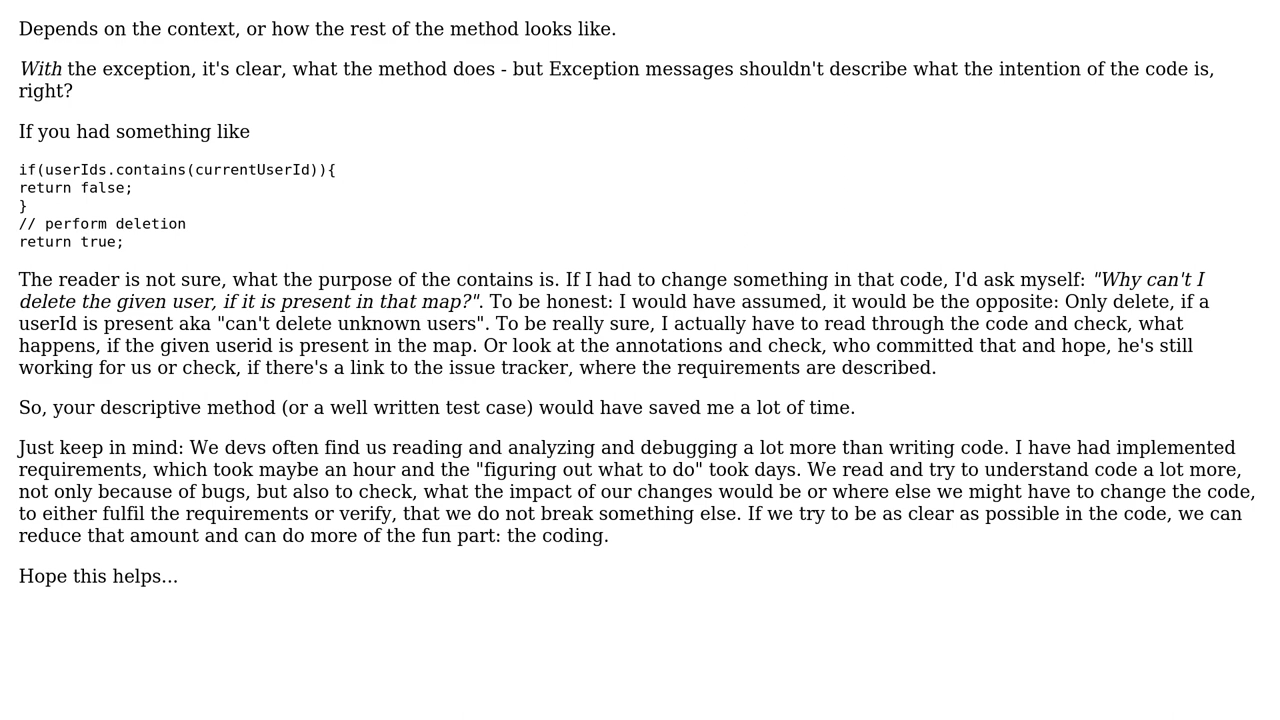 Depends on the context, or how the rest of the method looks like.
With the exception, it's clear, what the method does - but Exception messages shouldn't describe what the intention of the code is,
right?
If you had something like
if(userIds.contains(currentUserId)){
return false;
}
// perform deletion
return true;
The reader is not sure, what the purpose of the contains is. If I had to change something in that code, I'd ask myself: "Why can't I
delete the given user, if it is present in that map?". To be honest: I would have assumed, it would be the opposite: Only delete, if a
userId is present aka "can't delete unknown users". To be really sure, I actually have to read through the code and check, what
happens, if the given userid is present in the map. Or look at the annotations and check, who committed that and hope, he's still
working for us or check, if there's a link to the issue tracker, where the requirements are described.
So, your descriptive method (or a well written test case) would have saved me a lot of time.
Just keep in mind: We devs often find us reading and analyzing and debugging a lot more than writing code. I have had implemented
requirements, which took maybe an hour and the "figuring out what to do" took days. We read and try to understand code a lot more,
not only because of bugs, but also to check, what the impact of our changes would be or where else we might have to change the code,
to either fulfil the requirements or verify, that we do not break something else. If we try to be as clear as possible in the code, we can
reduce that amount and can do more of the fun part: the coding.
Hope this helps...